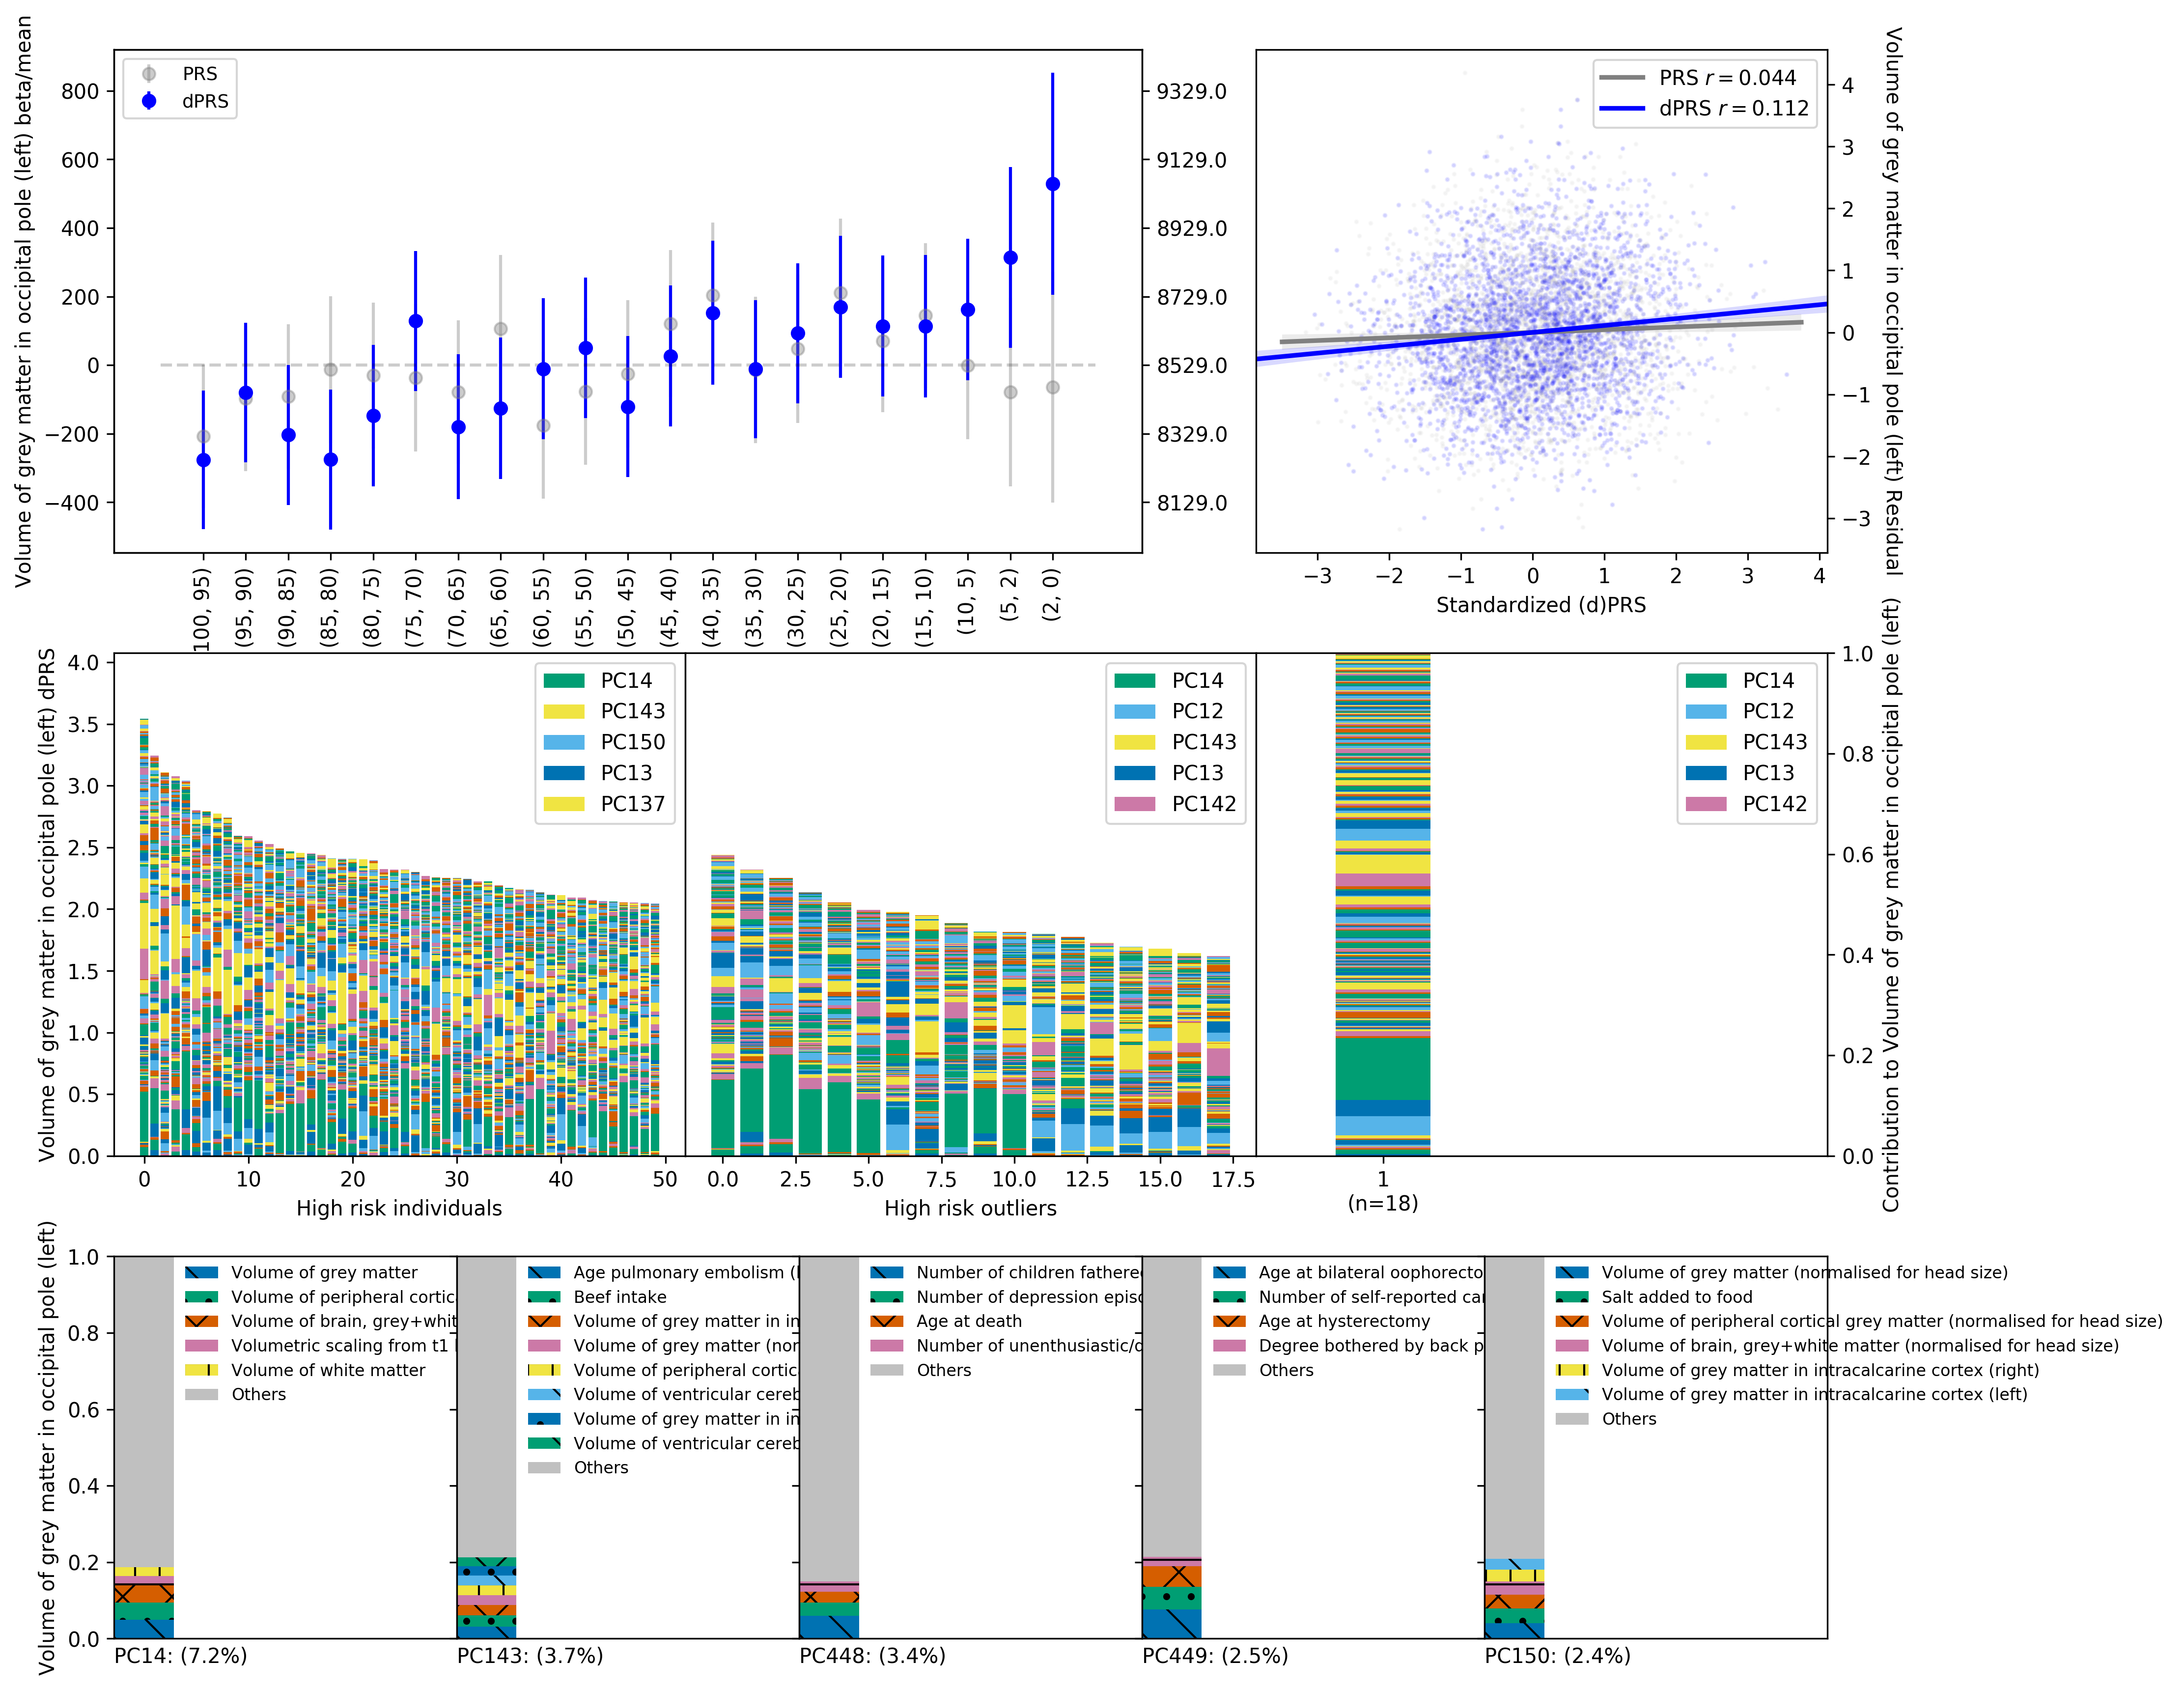 Volume of grey matter in occipital pole (left) beta/mean
800
600
400
200
0
−200
−400
PRS
dPRS
9329.0
9129.0
8929.0
8729.0
8529.0
8329.0
8129.0
100, 95)
(95, 90)
(90, 85)
(85, 80)
(80, 75)
(75, 70)
(70, 65)
(65, 60)
(60, 55)
(55, 50)
(50, 45)
(45, 40)
(40, 35)
(35, 30)
(30, 25)
(25, 20)
(20, 15)
(15, 10)
(10, 5)
(5, 2)
(2, 0)
PRS r = 0.044
dPRS r = 0.112
4
3
2
1
0
−1
−2
−3
Volume of grey matter in occipital pole (left) Residual
−3 −2 −1 0 1 2 3 4
Standardized (d)PRS
Volume of grey matter in occipital pole (left) dPRS
4.0
3.5
3.0
2.5
2.0
1.5
1.0
0.5
0.0
PC14
PC143
PC150
PC13
PC137
0 10 20 30 40 50
High risk individuals
PC14
PC12
PC143
PC13
PC142
0.0 2.5 5.0 7.5 10.0 12.5 15.0 17.5
High risk outliers
PC14
PC12
PC143
PC13
PC142
1
(n=18)
1.0
0.8
0.6
0.4
0.2
0.0
Contribution to Volume of grey matter in occipital pole (left)
Volume of grey matter in occipital pole (left)
1.0
0.8
0.6
0.4
0.2
0.0
Volume of grey matter
Volume of peripheral cortic
Volume of brain, grey+whit
Volumetric scaling from t1
Volume of white matter
Others
PC14: (7.2%)
Age pulmonary embolism (
Beef intake
Volume of grey matter in in
Volume of grey matter (nor
Volume of peripheral cortic
Volume of ventricular cereb
Volume of grey matter in in
Volume of ventricular cereb
Others
PC143: (3.7%)
Number of children fathere
Number of depression episo
Age at death
Number of unenthusiastic/d
Others
PC448: (3.4%)
Age at bilateral oophorecto
Number of self-reported can
Age at hysterectomy
Degree bothered by back p
Others
PC449: (2.5%)
Volume of grey matter (normalised for head size)
Salt added to food
Volume of peripheral cortical grey matter (normalised for head size)
Volume of brain, grey+white matter (normalised for head size)
Volume of grey matter in intracalcarine cortex (right)
Volume of grey matter in intracalcarine cortex (left)
Others
PC150: (2.4%)